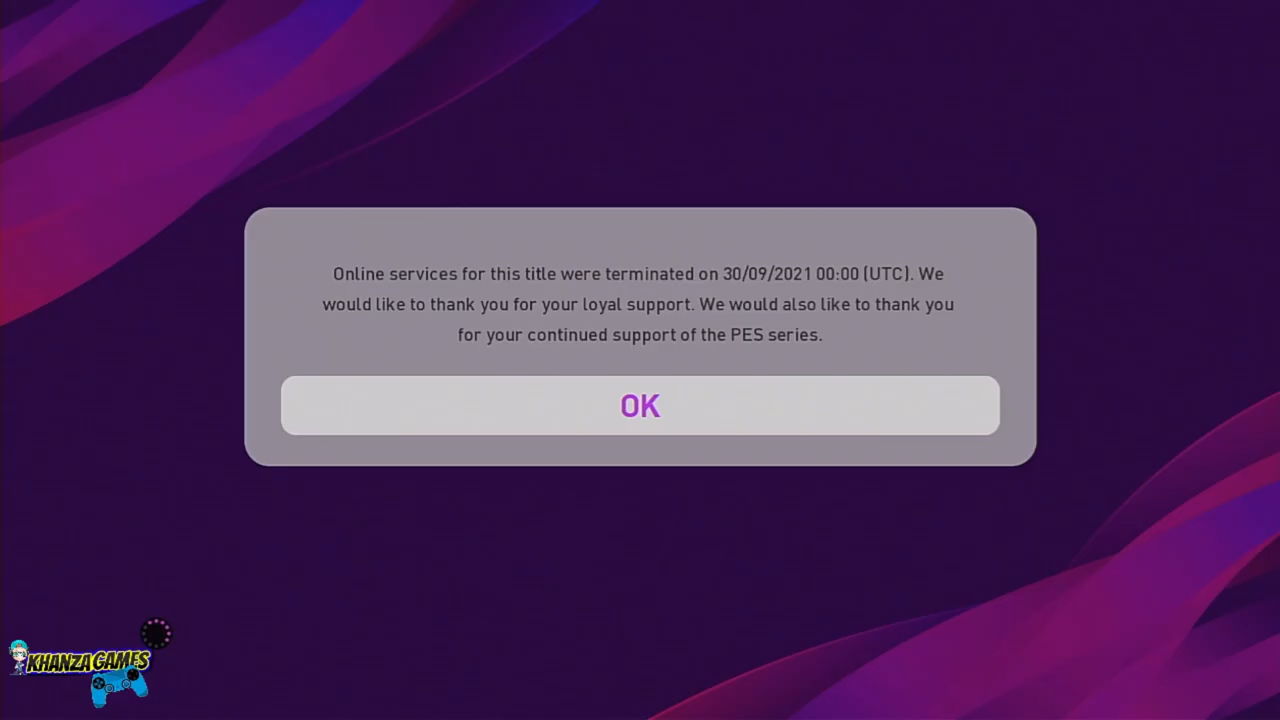 Online services for this title were terminated on 30/09/2021 00:00 (UTC). We
would like to thank you for your loyal support. We would also like to thank you
for your continued support of the PES series.
OK
KHANZA GAMES